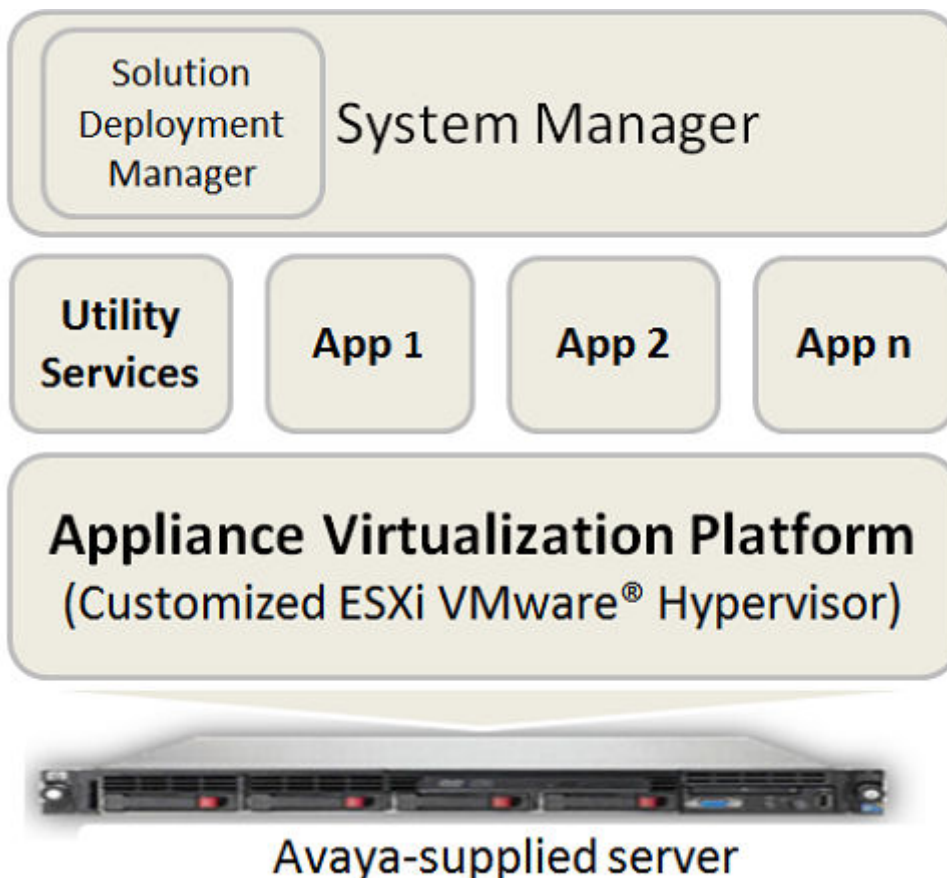 Solution
Deployment
Manager
System Manager
Utility
Services
App 1
App 2
App n
Appliance Virtualization Platform
(Customized ESXi VMware® Hypervisor)
Avaya-supplied server